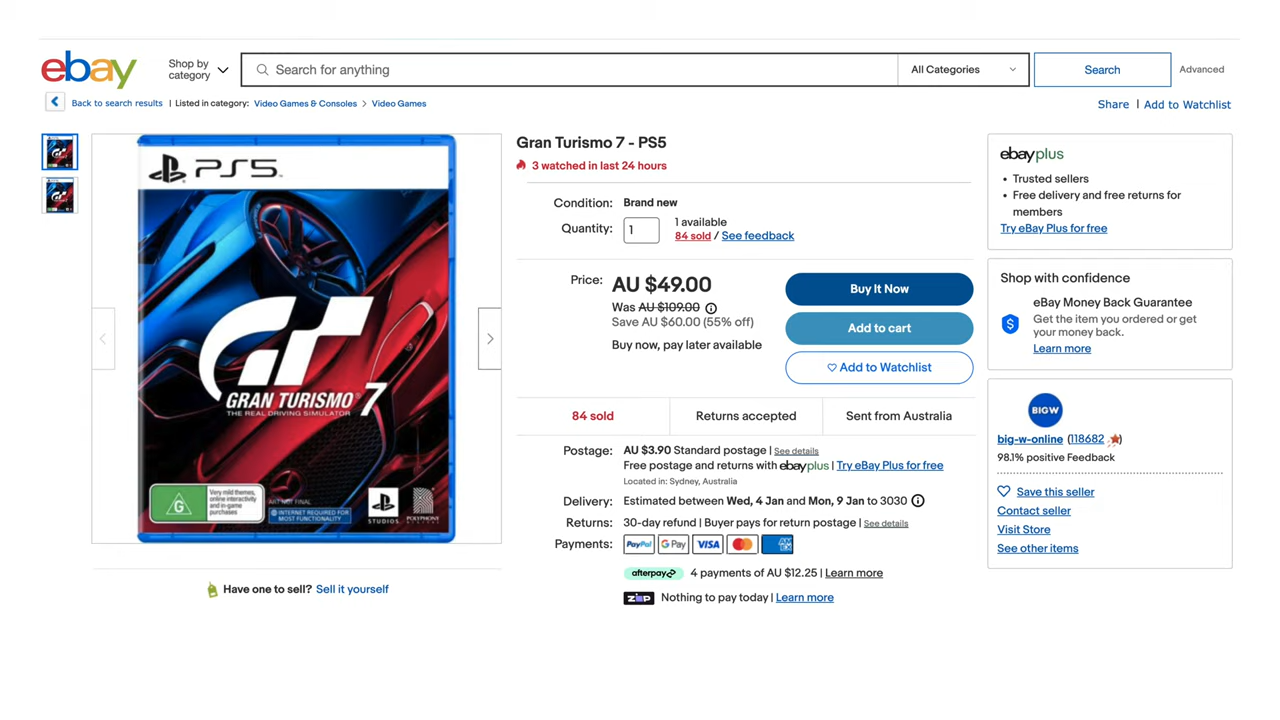 ebay
Shop by
category
Search for anything
All Categories
Search
Advanced
Back to search results | Listed in category: Video Games & Consoles > Video Games
Share | Add to Watchlist
PS5
GRAN TURISMO 7
THE REAL DRIVING SIMULATOR
G
Very mild themes,
online interactivity
and in-game
purchases
ART NOT FINAL
INTERNET REQUIRED FOR
MOST FUNCTIONALITY
STUDIOS
POLYPHONY
DIGITAL
Have one to sell? Sell it yourself
Gran Turismo 7 - PS5
3 watched in last 24 hours
Condition: Brand new
Quantity: 1
1 available
84 sold / See feedback
Price: AU $49.00
Was AU $109.00
Save AU $60.00 (55% off)
Buy now, pay later available
Buy It Now
Add to cart
Add to Watchlist
84 sold
Returns accepted
Sent from Australia
Postage: AU $3.90 Standard postage | See details
Free postage and returns with ebayplus | Try eBay Plus for free
Located in: Sydney, Australia
Delivery: Estimated between Wed, 4 Jan and Mon, 9 Jan to 3030
Returns: 30-day refund | Buyer pays for return postage | See details
Payments: PayPal G Pay VISA mastercard AMEX
afterpay 4 payments of AU $12.25 | Learn more
zip Nothing to pay today | Learn more
ebayplus
• Trusted sellers
• Free delivery and free returns for
members
Try eBay Plus for free
Shop with confidence
eBay Money Back Guarantee
Get the item you ordered or get
your money back.
Learn more
BIGW
big-w-online (118682)
98.1% positive Feedback
Save this seller
Contact seller
Visit Store
See other items